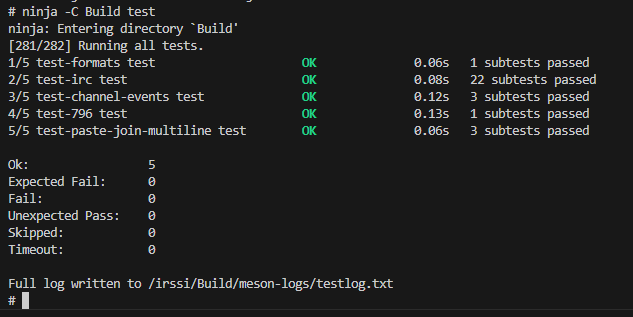 # ninja -C Build test
ninja: Entering directory `Build'
[281/282] Running all tests.
1/5 test-formats test                   OK              0.06s   1 subtests passed
2/5 test-irc test                       OK              0.08s   22 subtests passed
3/5 test-channel-events test            OK              0.12s   3 subtests passed
4/5 test-796 test                       OK              0.13s   1 subtests passed
5/5 test-paste-join-multiline test      OK              0.06s   3 subtests passed

Ok:                 5
Expected Fail:      0
Fail:               0
Unexpected Pass:    0
Skipped:            0
Timeout:            0

Full log written to /irssi/Build/meson-logs/testlog.txt
#